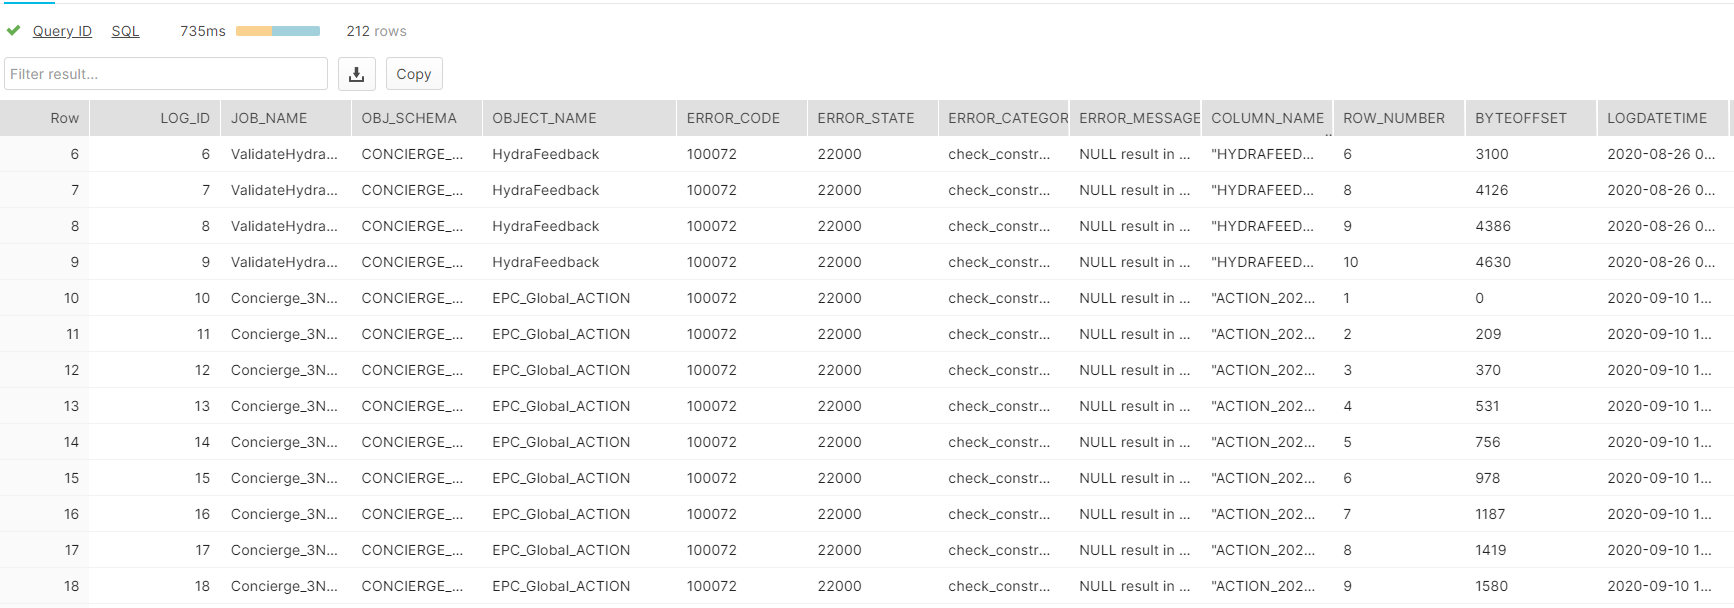 Query ID SQL 735ms 212 rows
Filter result... Copy
Row LOG_ID JOB_NAME OBJ_SCHEMA OBJECT_NAME ERROR_CODE ERROR_STATE ERROR_CATEGOR ERROR_MESSAGE COLUMN_NAME ROW_NUMBER BYTEOFFSET LOGDATETIME
6 6 ValidateHydra... CONCIERGE_... HydraFeedback 100072 22000 check_constr... NULL result in ... "HYDRAFEED... 6 3100 2020-08-26 0...
7 7 ValidateHydra... CONCIERGE_... HydraFeedback 100072 22000 check_constr... NULL result in ... "HYDRAFEED... 8 4126 2020-08-26 0...
8 8 ValidateHydra... CONCIERGE_... HydraFeedback 100072 22000 check_constr... NULL result in ... "HYDRAFEED... 9 4386 2020-08-26 0...
9 9 ValidateHydra... CONCIERGE_... HydraFeedback 100072 22000 check_constr... NULL result in ... "HYDRAFEED... 10 4630 2020-08-26 0...
10 10 Concierge_3N... CONCIERGE_... EPC_Global_ACTION 100072 22000 check_constr... NULL result in ... "ACTION_202... 1 0 2020-09-10 1...
11 11 Concierge_3N... CONCIERGE_... EPC_Global_ACTION 100072 22000 check_constr... NULL result in ... "ACTION_202... 2 209 2020-09-10 1...
12 12 Concierge_3N... CONCIERGE_... EPC_Global_ACTION 100072 22000 check_constr... NULL result in ... "ACTION_202... 3 370 2020-09-10 1...
13 13 Concierge_3N... CONCIERGE_... EPC_Global_ACTION 100072 22000 check_constr... NULL result in ... "ACTION_202... 4 531 2020-09-10 1...
14 14 Concierge_3N... CONCIERGE_... EPC_Global_ACTION 100072 22000 check_constr... NULL result in ... "ACTION_202... 5 756 2020-09-10 1...
15 15 Concierge_3N... CONCIERGE_... EPC_Global_ACTION 100072 22000 check_constr... NULL result in ... "ACTION_202... 6 978 2020-09-10 1...
16 16 Concierge_3N... CONCIERGE_... EPC_Global_ACTION 100072 22000 check_constr... NULL result in ... "ACTION_202... 7 1187 2020-09-10 1...
17 17 Concierge_3N... CONCIERGE_... EPC_Global_ACTION 100072 22000 check_constr... NULL result in ... "ACTION_202... 8 1419 2020-09-10 1...
18 18 Concierge_3N... CONCIERGE_... EPC_Global_ACTION 100072 22000 check_constr... NULL result in ... "ACTION_202... 9 1580 2020-09-10 1...